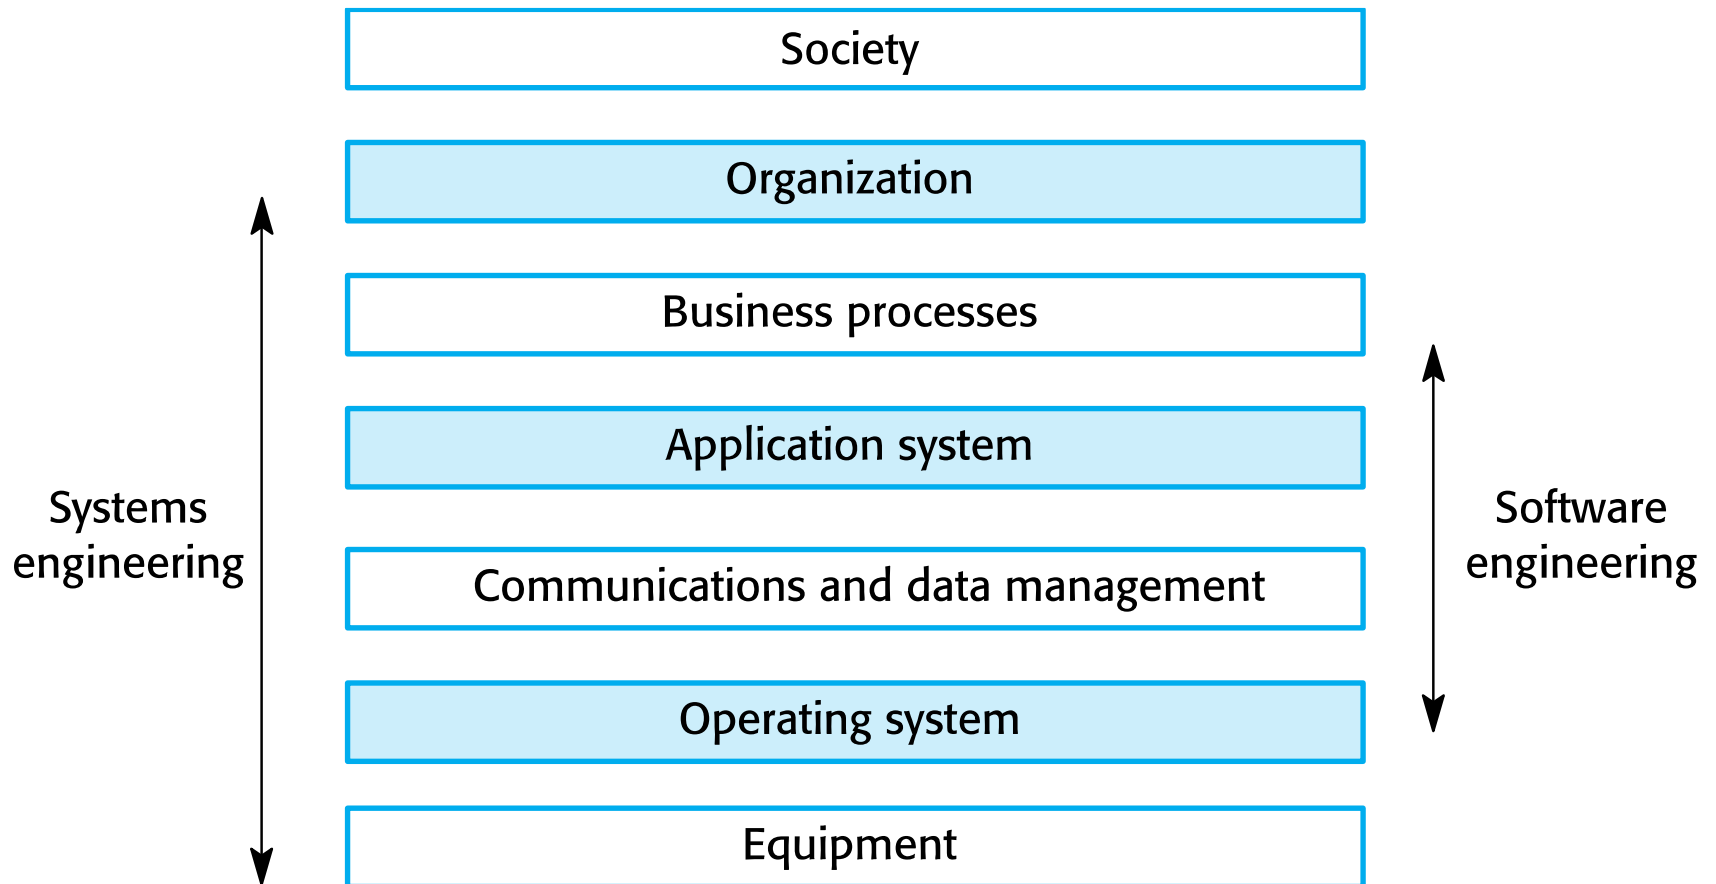 Society
Organization
Business processes
Application system
Systems
engineering
Software
engineering
Communications and data management
Operating system
Equipment